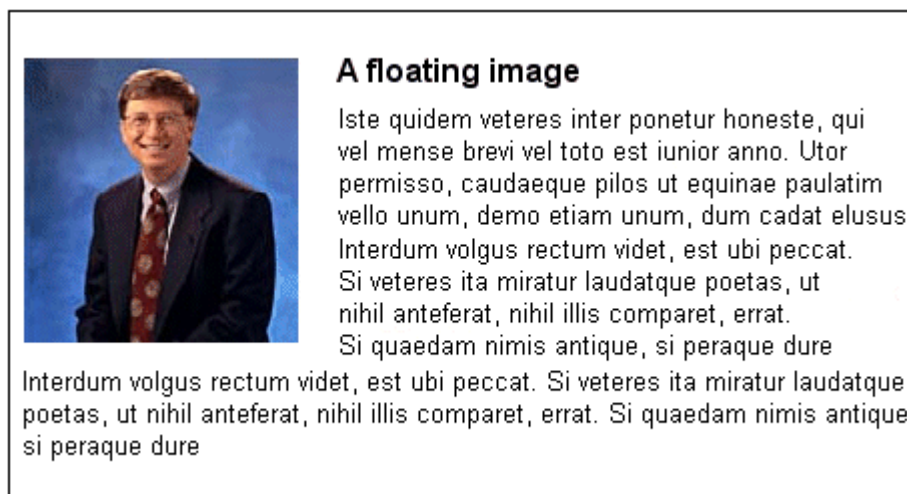 A floating image
Iste quidem veteres inter ponetur honeste, qui
vel mense brevi vel toto est iunior anno. Utor
permisso, caudaeque pilos ut equinae paulatim
vello unum, demo etiam unum, dum cadat elusus
Interdum volgus rectum videt, est ubi peccat.
Si veteres ita miratur laudatque poetas, ut
nihil anteferat, nihil illis comparet, errat.
Si quaedam nimis antique, si peraque dure
Interdum volgus rectum videt, est ubi peccat. Si veteres ita miratur laudatque
poetas, ut nihil anteferat, nihil illis comparet, errat. Si quaedam nimis antique
si peraque dure